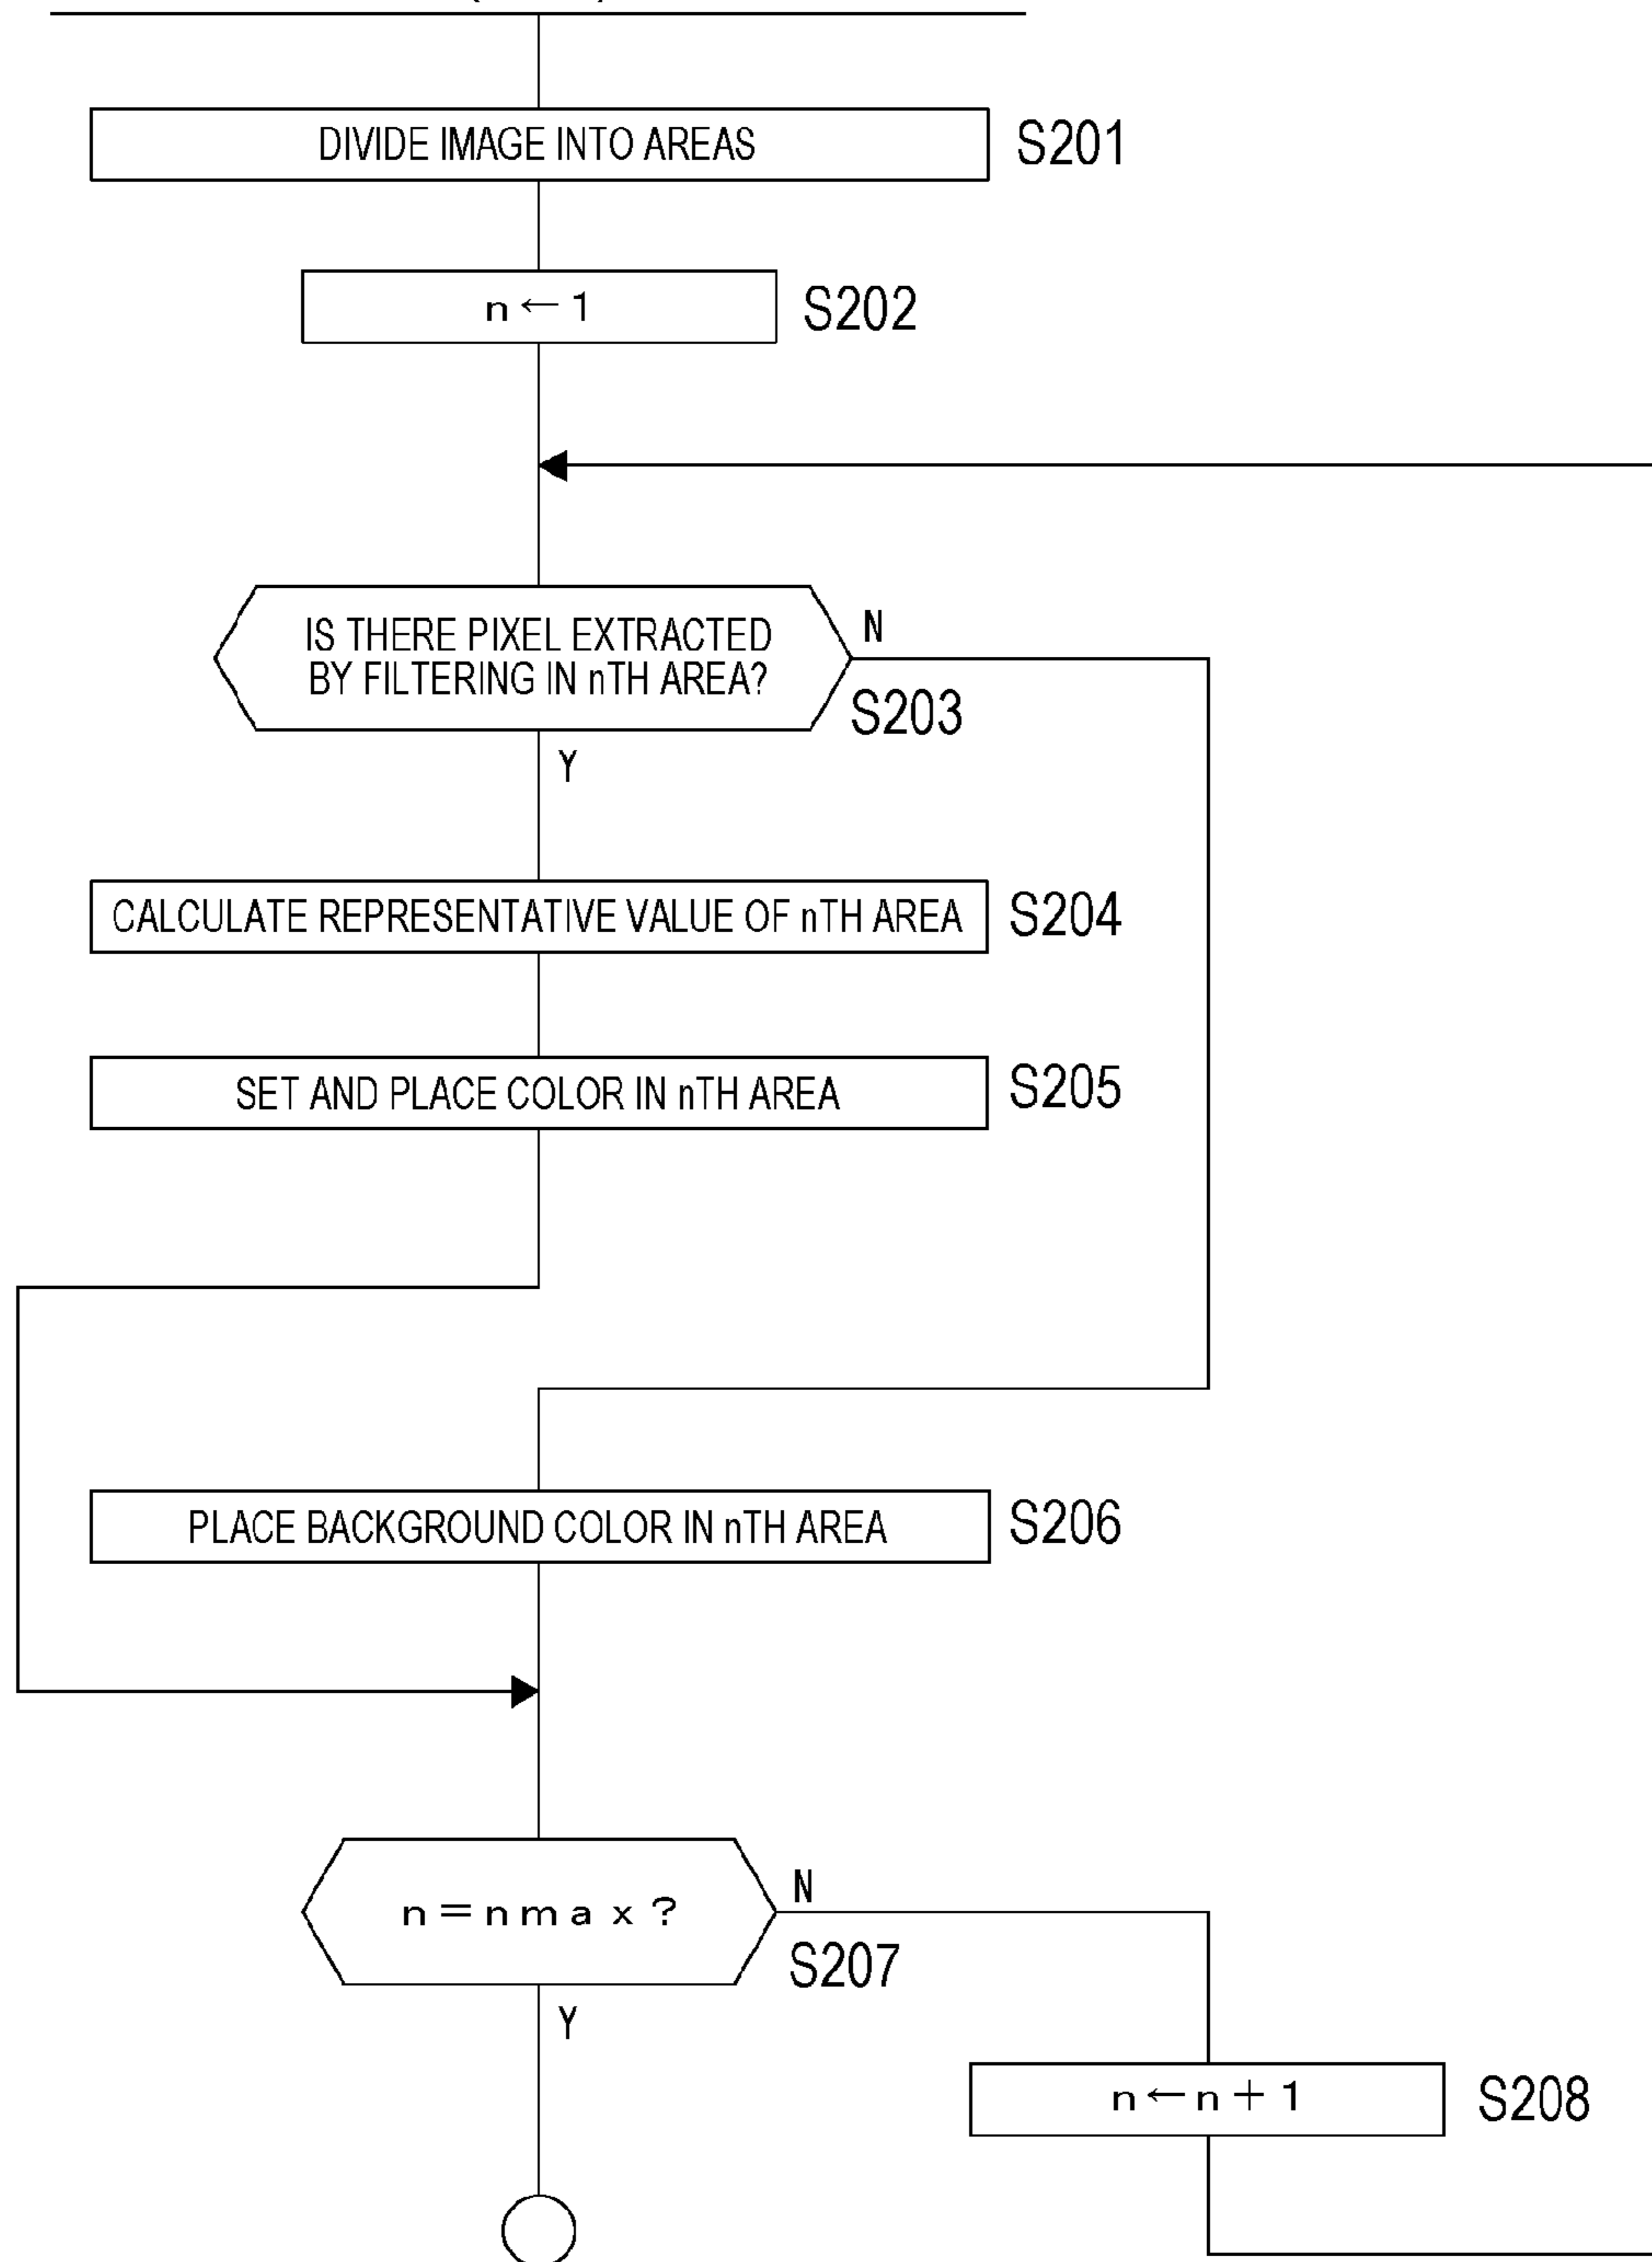 DIVIDE IMAGE INTO AREAS
S201
n ← 1
S202
IS THERE PIXEL EXTRACTED
BY FILTERING IN nTH AREA?
N
S203
Y
CALCULATE REPRESENTATIVE VALUE OF nTH AREA
S204
SET AND PLACE COLOR IN nTH AREA
S205
PLACE BACKGROUND COLOR IN nTH AREA
S206
n = n m a x ?
N
S207
Y
n ← n + 1
S208